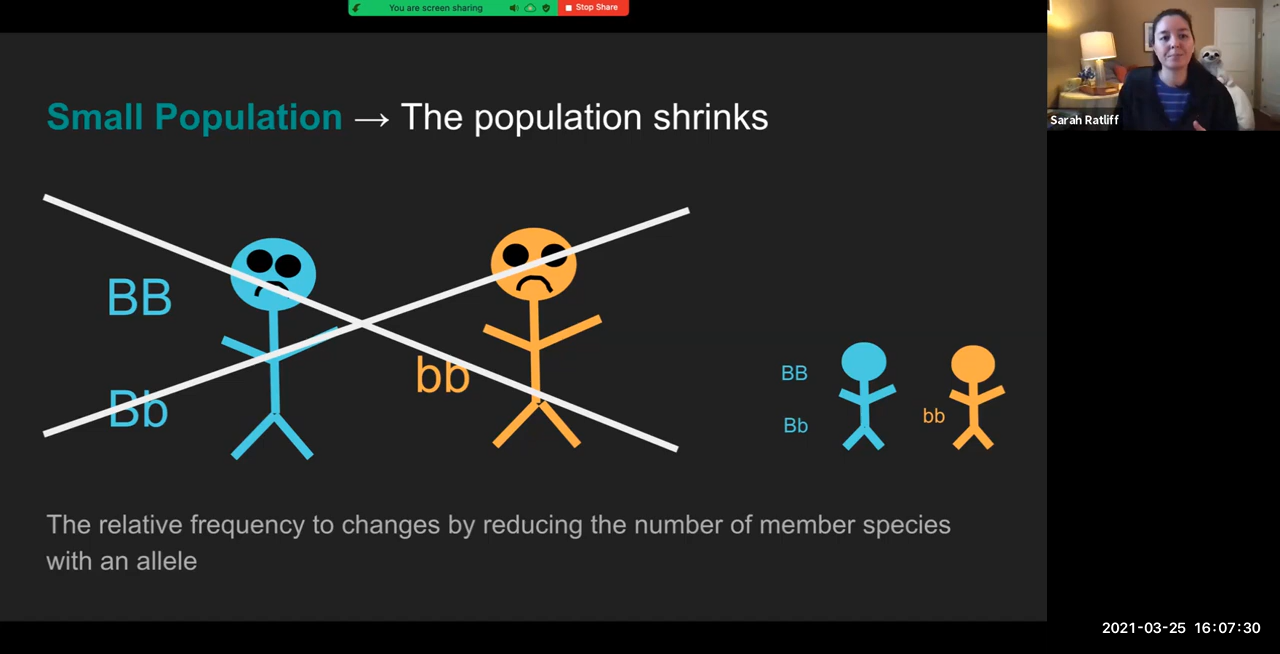 You are screen sharing
Stop Share
Sarah Ratliff
Small Population → The population shrinks
BB
Bb
bb
BB
Bb
bb
The relative frequency to changes by reducing the number of member species
with an allele
2021-03-25 16:07:30